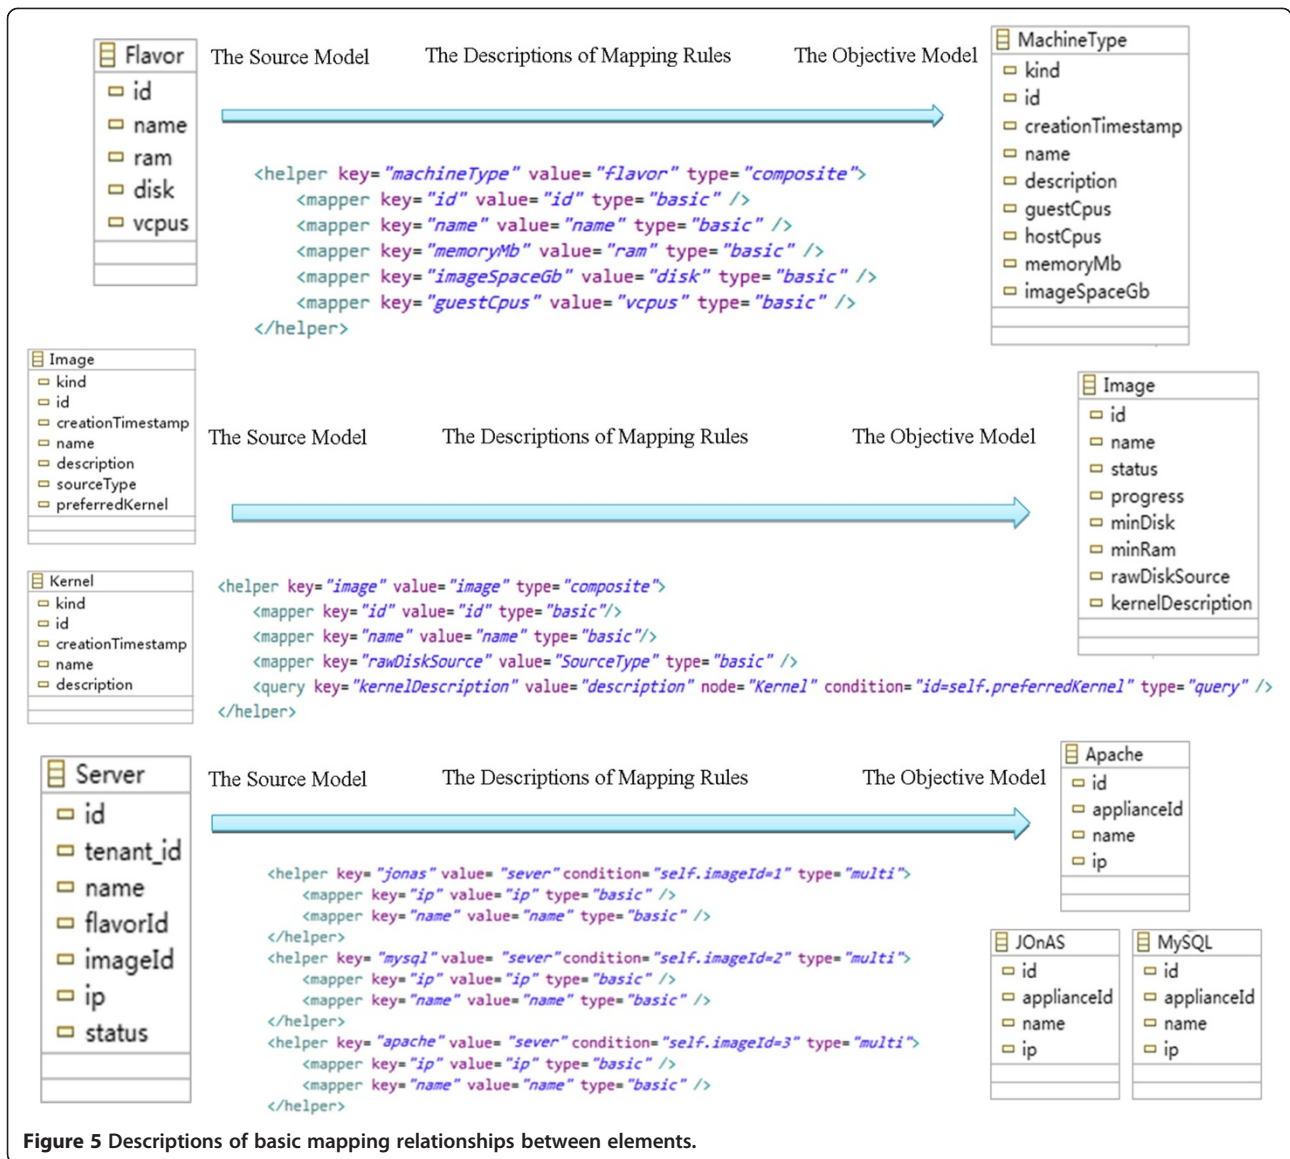 Flavor
id
name
ram
disk
vcpus
The Source Model
The Descriptions of Mapping Rules
The Objective Model
MachineType
kind
id
creationTimestamp
name
description
guestCpus
hostCpus
memoryMb
imageSpaceGb
<helper key="machineType" value="flavor" type="composite">
<mapper key="id" value="id" type="basic" />
<mapper key="name" value="name" type="basic" />
<mapper key="memoryMb" value="ram" type="basic" />
<mapper key="imageSpaceGb" value="disk" type="basic" />
<mapper key="guestCpus" value="vcpus" type="basic" />
</helper>
Image
kind
id
creationTimestamp
name
description
sourceType
preferredKernel
The Source Model
The Descriptions of Mapping Rules
The Objective Model
Image
id
name
status
progress
minDisk
minRam
rawDiskSource
kernelDescription
Kernel
kind
id
creationTimestamp
name
description
<helper key="image" value="image" type="composite">
<mapper key="id" value="id" type="basic"/>
<mapper key="name" value="name" type="basic"/>
<mapper key="rawDiskSource" value="SourceType" type="basic" />
<query key="kernelDescription" value="description" node="Kernel" condition="id=self.preferredKernel" type="query" />
</helper>
Server
id
tenant_id
name
flavorId
imageId
ip
status
The Source Model
The Descriptions of Mapping Rules
The Objective Model
Apache
id
applianceId
name
ip
<helper key="jonas" value="sever" condition="self.imageId=1" type="multi">
<mapper key="ip" value="ip" type="basic" />
<mapper key="name" value="name" type="basic" />
</helper>
<helper key="mysql" value="sever" condition="self.imageId=2" type="multi">
<mapper key="ip" value="ip" type="basic" />
<mapper key="name" value="name" type="basic" />
</helper>
<helper key="apache" value="sever" condition="self.imageId=3" type="multi">
<mapper key="ip" value="ip" type="basic" />
<mapper key="name" value="name" type="basic" />
</helper>
JOnAS
id
applianceId
name
ip
MySQL
id
applianceId
name
ip
Figure 5 Descriptions of basic mapping relationships between elements.